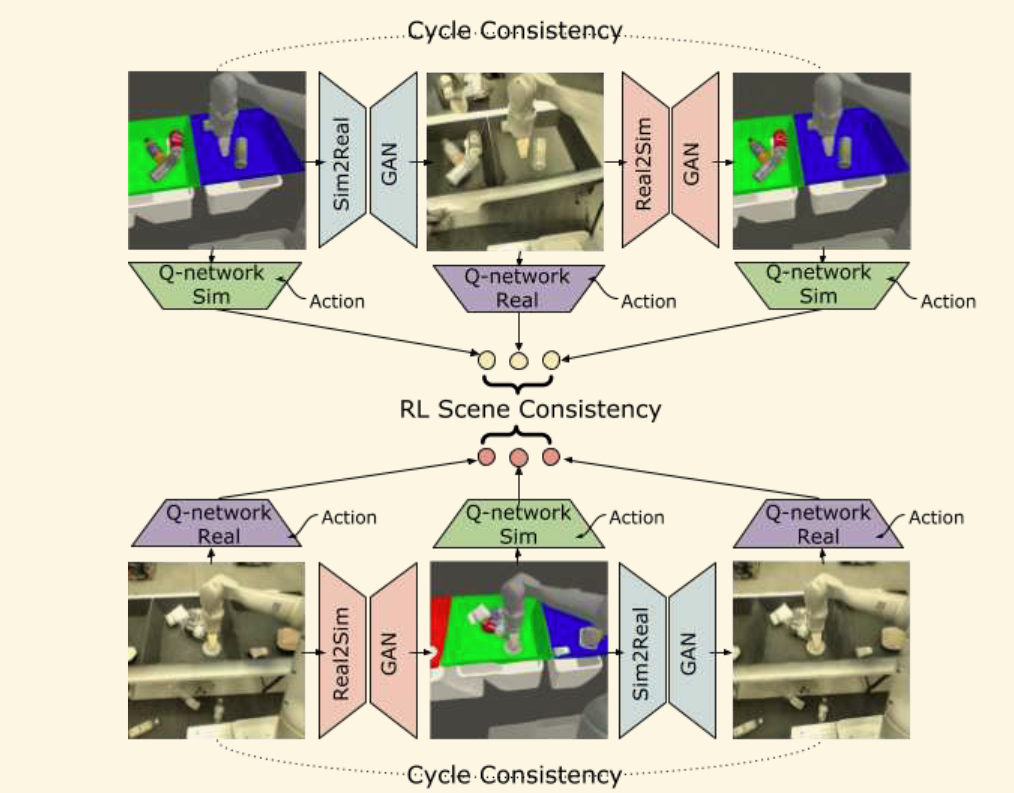 Cycle Consistency
Sim2Real
GAN
Real2Sim
GAN
Q-network
Sim
Action
Q-network
Real
Action
Q-network
Sim
Action
RL Scene Consistency
Q-network
Real
Action
Q-network
Sim
Action
Q-network
Real
Action
Real2Sim
GAN
Sim2Real
GAN
Cycle Consistency